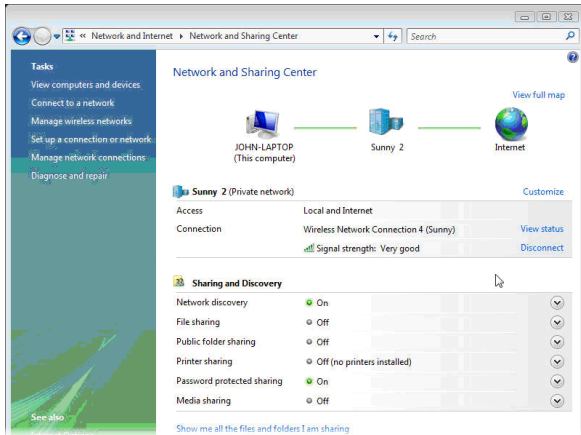 « Network and Internet ▸ Network and Sharing Center
Search
Tasks
View computers and devices
Connect to a network
Manage wireless networks
Set up a connection or network
Manage network connections
Diagnose and repair
See also
Network and Sharing Center
View full map
JOHN-LAPTOP
(This computer)
Sunny 2
Internet
Sunny 2 (Private network)
Customize
Access
Local and Internet
Connection
Wireless Network Connection 4 (Sunny)
View status
Signal strength: Very good
Disconnect
Sharing and Discovery
Network discovery
On
File sharing
Off
Public folder sharing
Off
Printer sharing
Off (no printers installed)
Password protected sharing
On
Media sharing
Off
Show me all the files and folders I am sharing